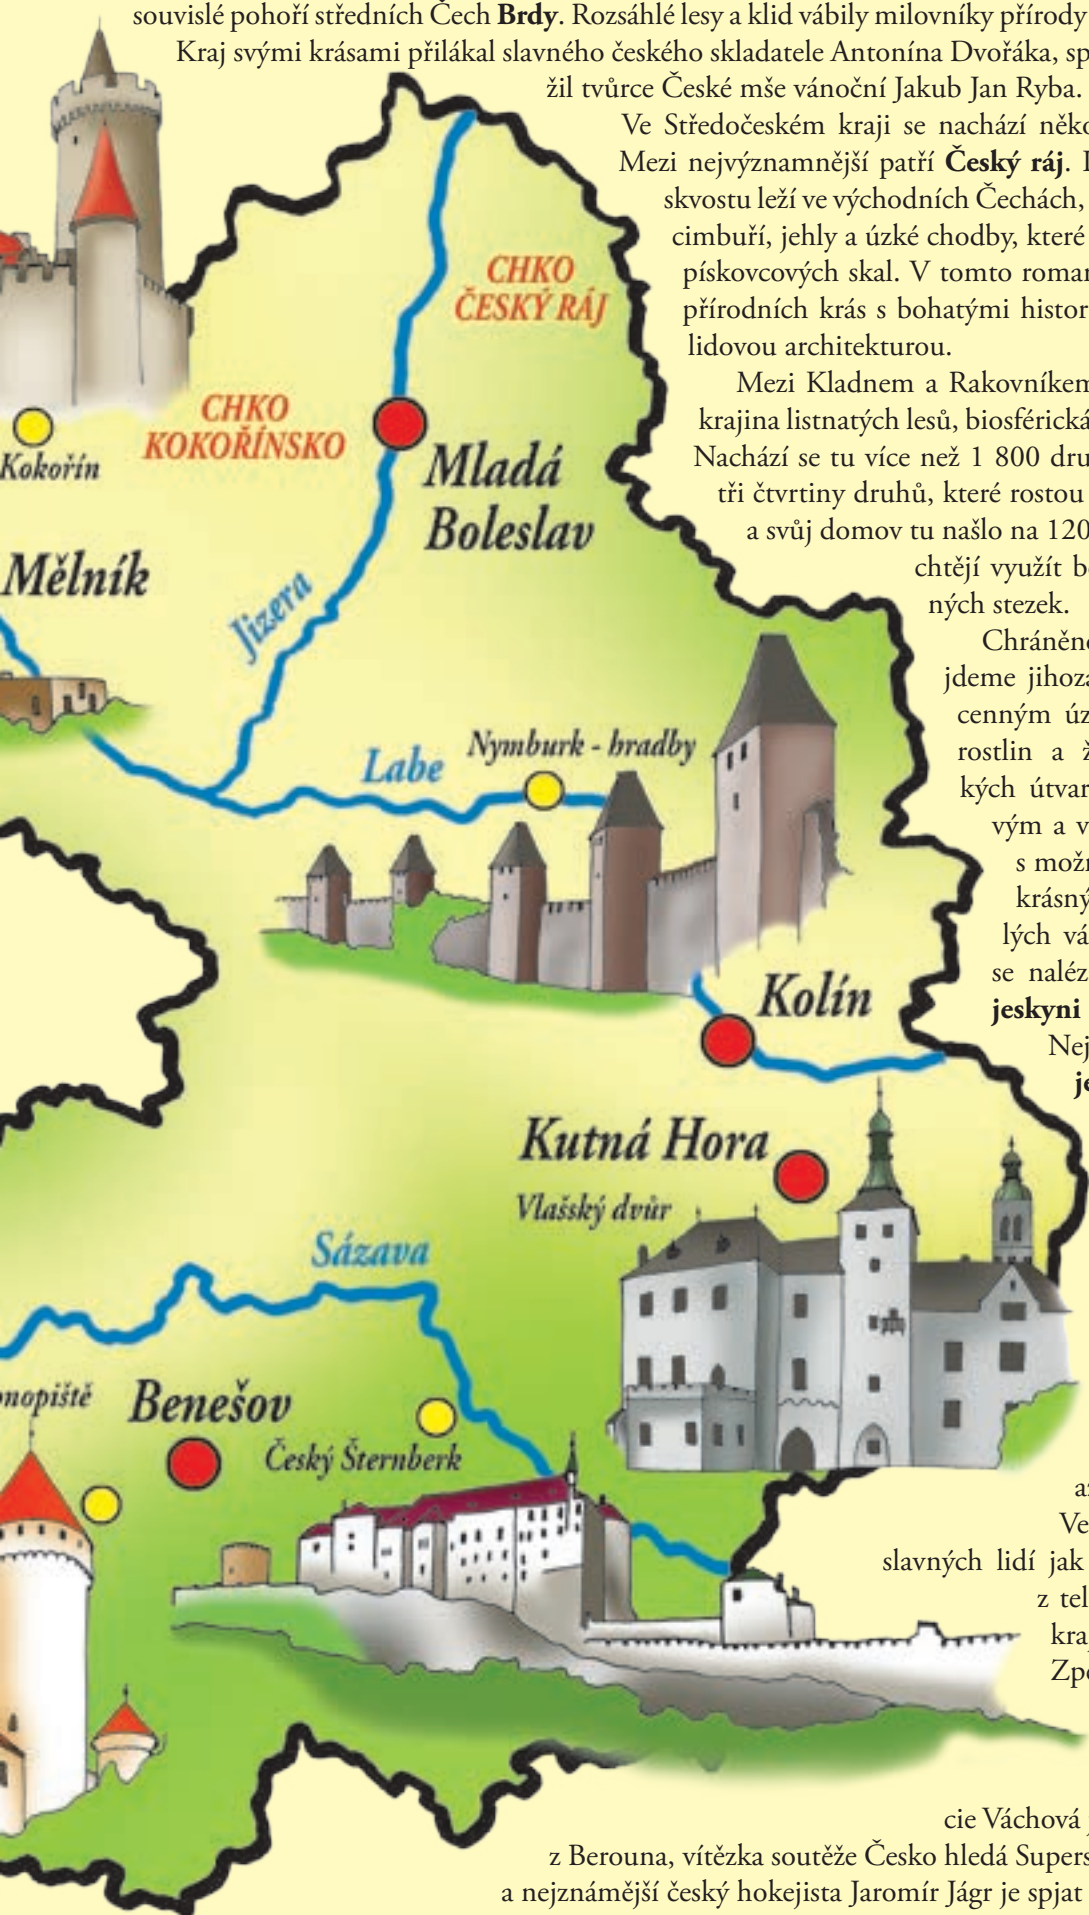 souvislé pohoří středních Čech Brdy. Rozsáhlé lesy a klid vábily milovníky přírody
Kraj svými krásami přilákal slavného českého skladatele Antonína Dvořáka, sp
žil tvůrce České mše vánoční Jakub Jan Ryba.
Ve Středočeském kraji se nachází něko
Mezi nejvýznamnější patří Český ráj.
skvostu leží ve východních Čechách,
cimbuří, jehly a úzké chodby, které
pískovcových skal. V tomto roman
přírodních krás s bohatými histor
lidovou architekturou.
Mezi Kladnem a Rakovníkem
krajina listnatých lesů, biosférická
Nachází se tu více než 1 800 dru
tři čtvrtiny druhů, které rostou
a svůj domov tu našlo na 120
chtějí využít b
ných stezek.
Chráněn
jdeme jihoza
cenným úz
rostlin a ž
kých útvar
vým a v
s možn
krásný
lých vá
se naléz
jeskyni
Nej
je
az
Ve
slavných lidí jak
z tel
kra
Zp
cie Váchová
z Berouna, vítězka soutěže Česko hledá Supers
a nejznámější český hokejista Jaromír Jágr je spjat
CHKO
ČESKÝ RÁJ
CHKO
KOKOŘÍNSKO
Kokořín
Mladá
Boleslav
Mělník
Jizera
Labe
Nymburk - hradby
Kolín
Kutná Hora
Vlašský dvůr
Sázava
nopiště
Benešov
Český Šternberk